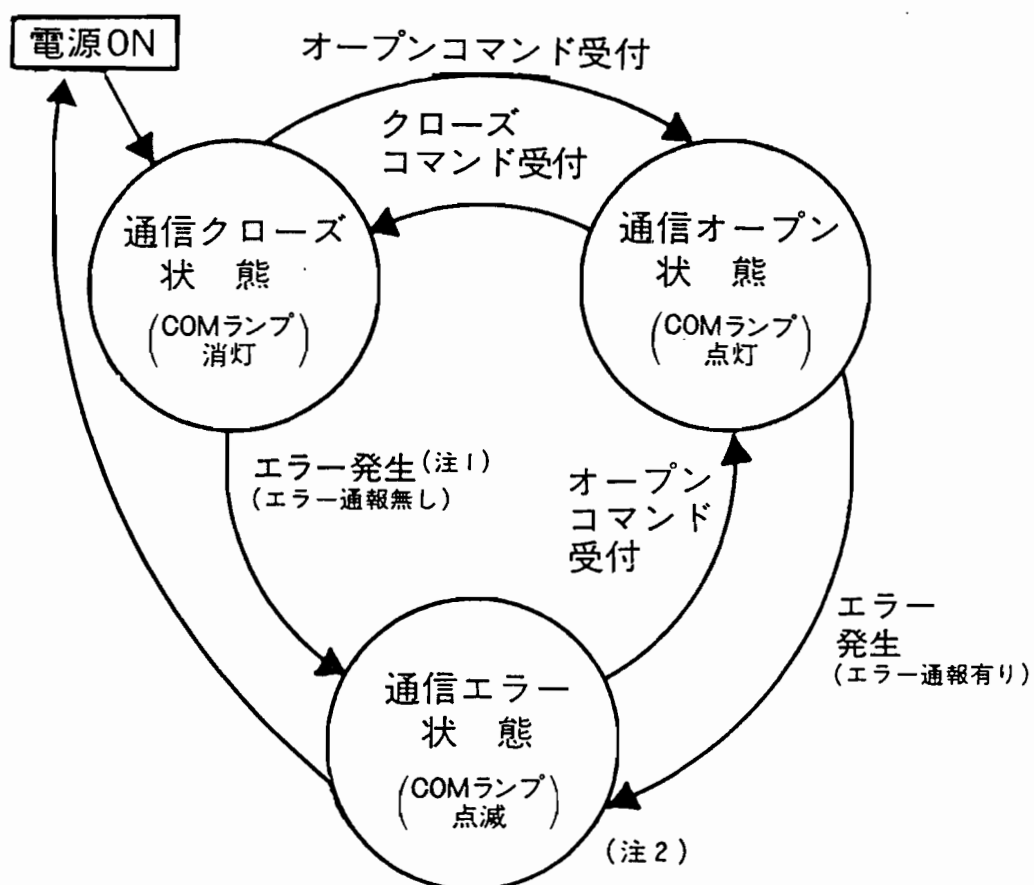 電源ON
オープンコマンド受付
クローズ
コマンド受付
通信クローズ
状 態
(COMランプ
消灯)
通信オープン
状 態
(COMランプ
点灯)
エラー発生(注1)
(エラー通報無し)
オープン
コマンド
受付
エラー
発生
(エラー通報有り)
通信エラー
状 態
(COMランプ
点滅)
(注2)